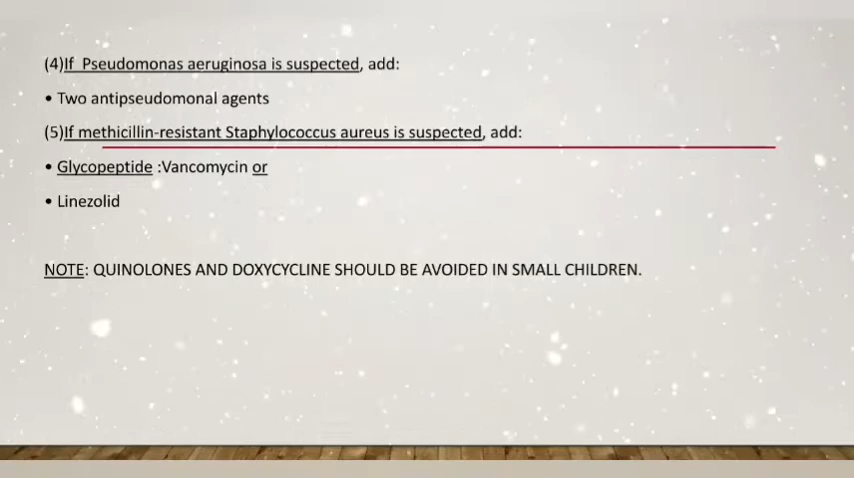 (4)If  Pseudomonas aeruginosa is suspected, add:
• Two antipseudomonal agents
(5)If methicillin-resistant Staphylococcus aureus is suspected, add:
• Glycopeptide :Vancomycin or
• Linezolid
NOTE: QUINOLONES AND DOXYCYCLINE SHOULD BE AVOIDED IN SMALL CHILDREN.